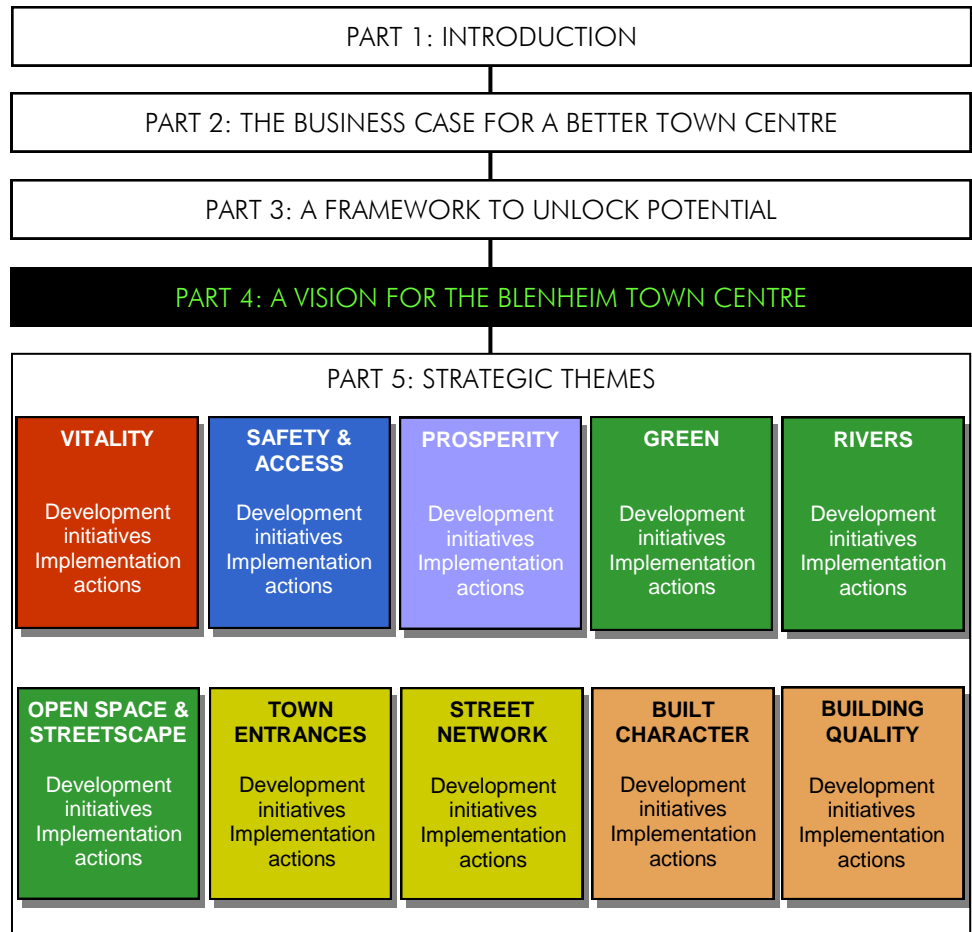 PART 1: INTRODUCTION
PART 2: THE BUSINESS CASE FOR A BETTER TOWN CENTRE
PART 3: A FRAMEWORK TO UNLOCK POTENTIAL
PART 4: A VISION FOR THE BLENHEIM TOWN CENTRE
PART 5: STRATEGIC THEMES
VITALITY
Development
initiatives
Implementation
actions
SAFETY &
ACCESS
Development
initiatives
Implementation
actions
PROSPERITY
Development
initiatives
Implementation
actions
GREEN
Development
initiatives
Implementation
actions
RIVERS
Development
initiatives
Implementation
actions
OPEN SPACE &
STREETSCAPE
Development
initiatives
Implementation
actions
TOWN
ENTRANCES
Development
initiatives
Implementation
actions
STREET
NETWORK
Development
initiatives
Implementation
actions
BUILT
CHARACTER
Development
initiatives
Implementation
actions
BUILDING
QUALITY
Development
initiatives
Implementation
actions